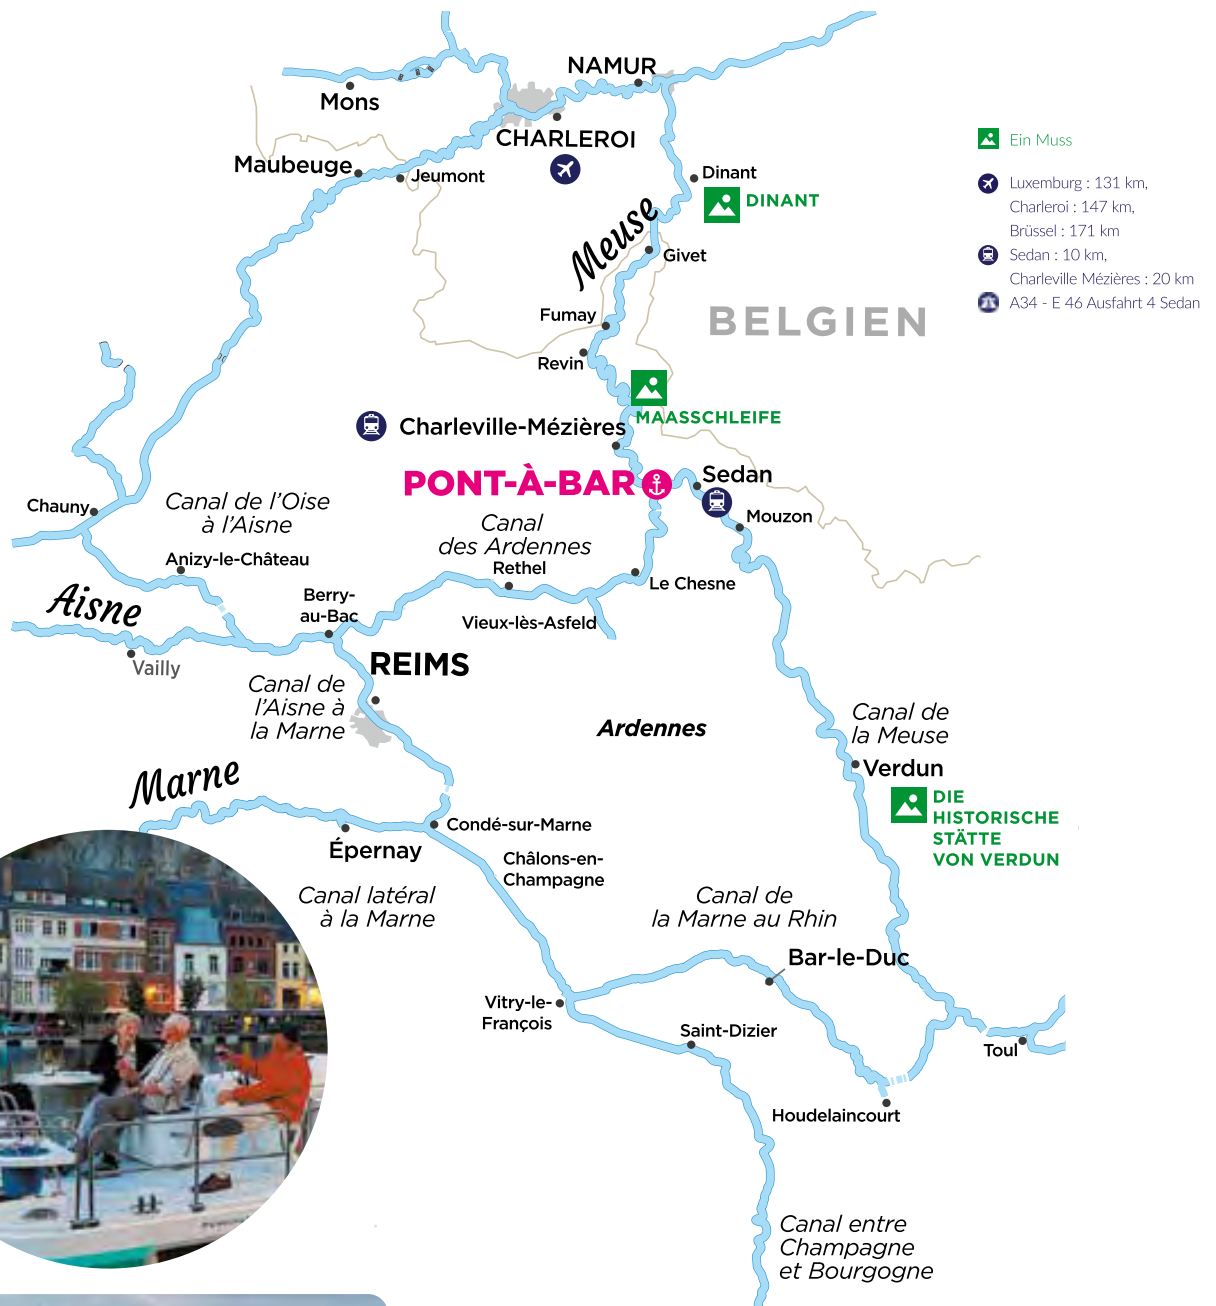 NAMUR
Mons
CHARLEROI
Maubeuge
Jeumont
Dinant
DINANT
Meuse
Givet
Fumay
BELGIEN
Revin
MAASSCHLEIFE
Charleville-Mézières
PONT-À-BAR
Sedan
Mouzon
Chauny
Canal de l’Oise
à l’Aisne
Canal
des Ardennes
Anizy-le-Château
Rethel
Le Chesne
Aisne
Berry-
au-Bac
Vieux-lès-Asfeld
Vailly
REIMS
Canal de
l’Aisne à
la Marne
Ardennes
Canal de
la Meuse
Verdun
DIE
HISTORISCHE
STÄTTE
VON VERDUN
Marne
Condé-sur-Marne
Épernay
Châlons-en-
Champagne
Canal latéral
à la Marne
Canal de
la Marne au Rhin
Bar-le-Duc
Vitry-le-
François
Saint-Dizier
Toul
Houdelaincourt
Canal entre
Champagne
et Bourgogne
Ein Muss
Luxemburg : 131 km,
Charleroi : 147 km,
Brüssel : 171 km
Sedan : 10 km,
Charleville Mézières : 20 km
A34 - E 46 Ausfahrt 4 Sedan